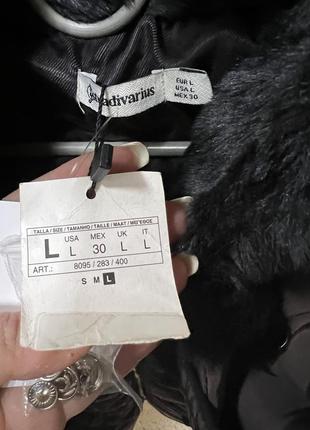 Stradivarius
EUR L
USA L
MEX 30
TALLA / SIZE / TAMANHO / TAILLE / MAAT / ΜΕΓΕΘΟΣ
L USA MEX UK IT
L 30 L L
ART.: 8095 / 283 / 400
S M L